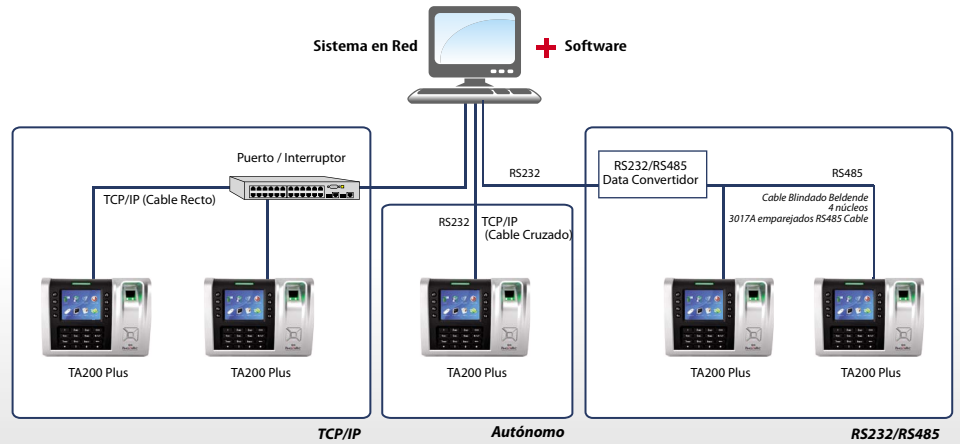 Sistema en Red
Software
Puerto / Interruptor
TCP/IP (Cable Recto)
TA200 Plus
TA200 Plus
TCP/IP
RS232
TCP/IP
(Cable Cruzado)
TA200 Plus
Autónomo
RS232
RS232/RS485
Data Convertidor
RS485
Cable Blindado Beldende
4 núcleos
3017A emparejados RS485 Cable
TA200 Plus
TA200 Plus
RS232/RS485